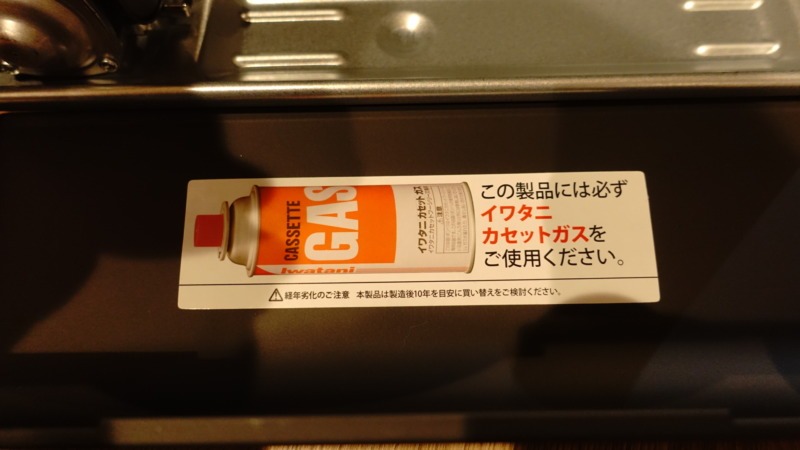 CASSETTE
GAS
Iwatani
イワタニ カセットガス
この製品には必ず
イワタニ
カセットガスを
ご使用ください。
⚠ 経年劣化のご注意 本製品は製造後10年を目安に買い替えをご検討ください。